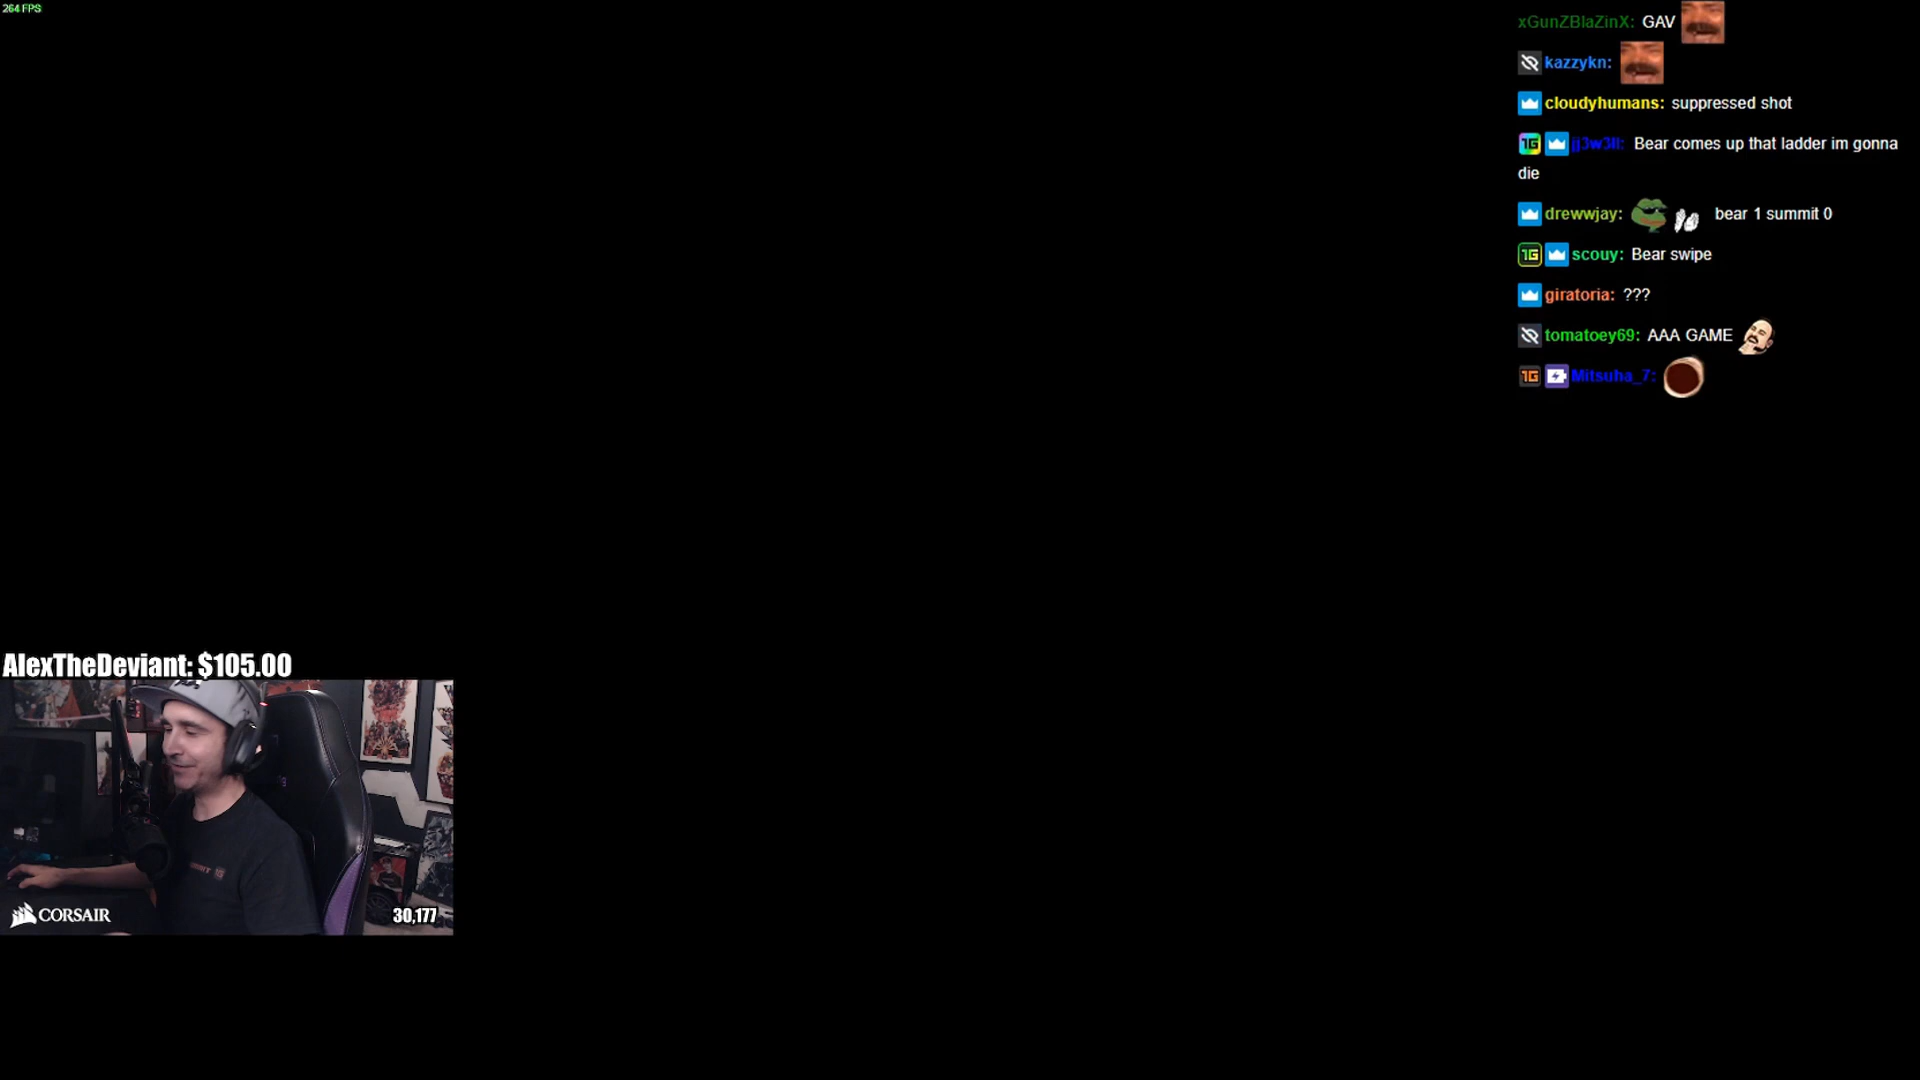 264 FPS
xGunZBlaZinX: GAV
kazzykn:
cloudyhumans: suppressed shot
jj3w3ll: Bear comes up that ladder im gonna
die
drewwjay: bear 1 summit 0
scouy: Bear swipe
giratoria: ???
tomatoey69: AAA GAME
Mitsuha_7:
AlexTheDeviant: $105.00
CORSAIR
30,177